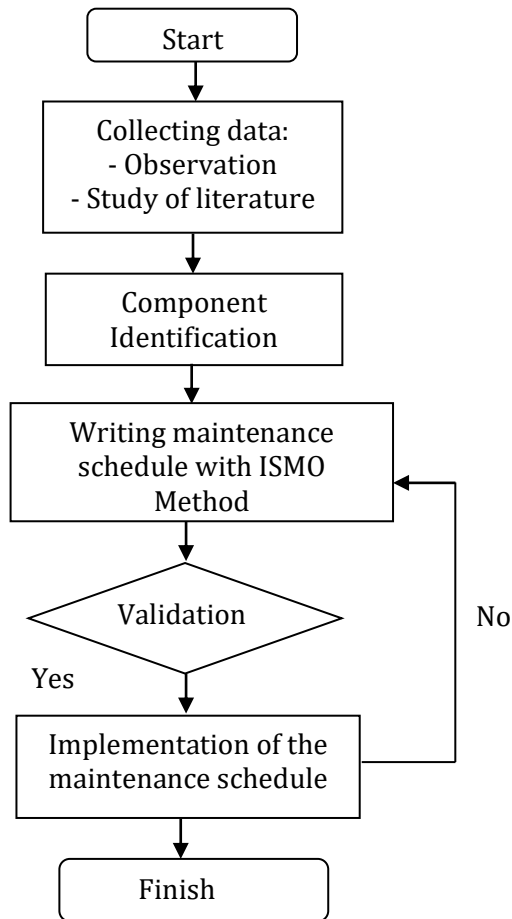 Start
Collecting data:
- Observation
- Study of literature
Component
Identification
Writing maintenance
schedule with ISMO
Method
Validation
No
Yes
Implementation of the
maintenance schedule
Finish